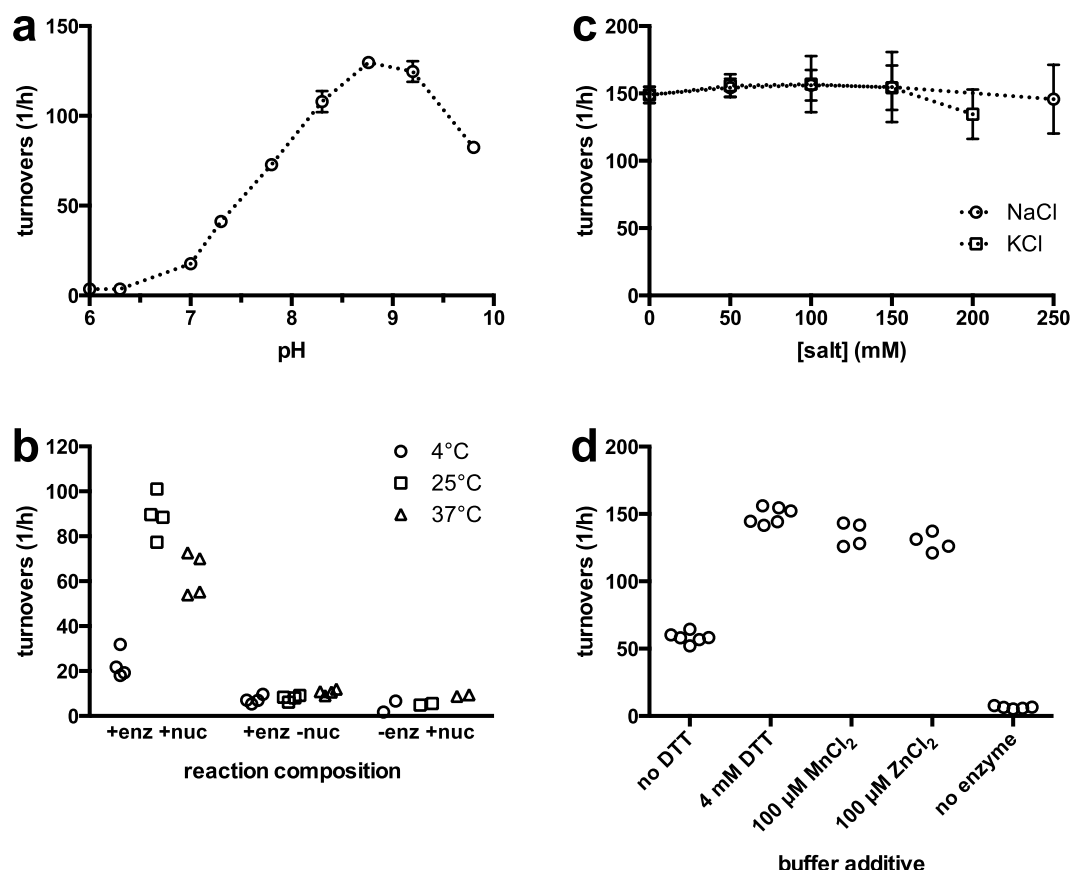 a
150
100
50
0
turnovers (1/h)
6 7 8 9 10
pH
c
200
150
100
50
0
turnovers (1/h)
NaCl
KCl
0 50 100 150 200 250
[salt] (mM)
b
120
100
80
60
40
20
0
turnovers (1/h)
4°C
25°C
37°C
+enz +nuc +enz -nuc -enz +nuc
reaction composition
d
200
150
100
50
0
turnovers (1/h)
no DTT
4 mM DTT
100 µM MnCl₂
100 µM ZnCl₂
no enzyme
buffer additive